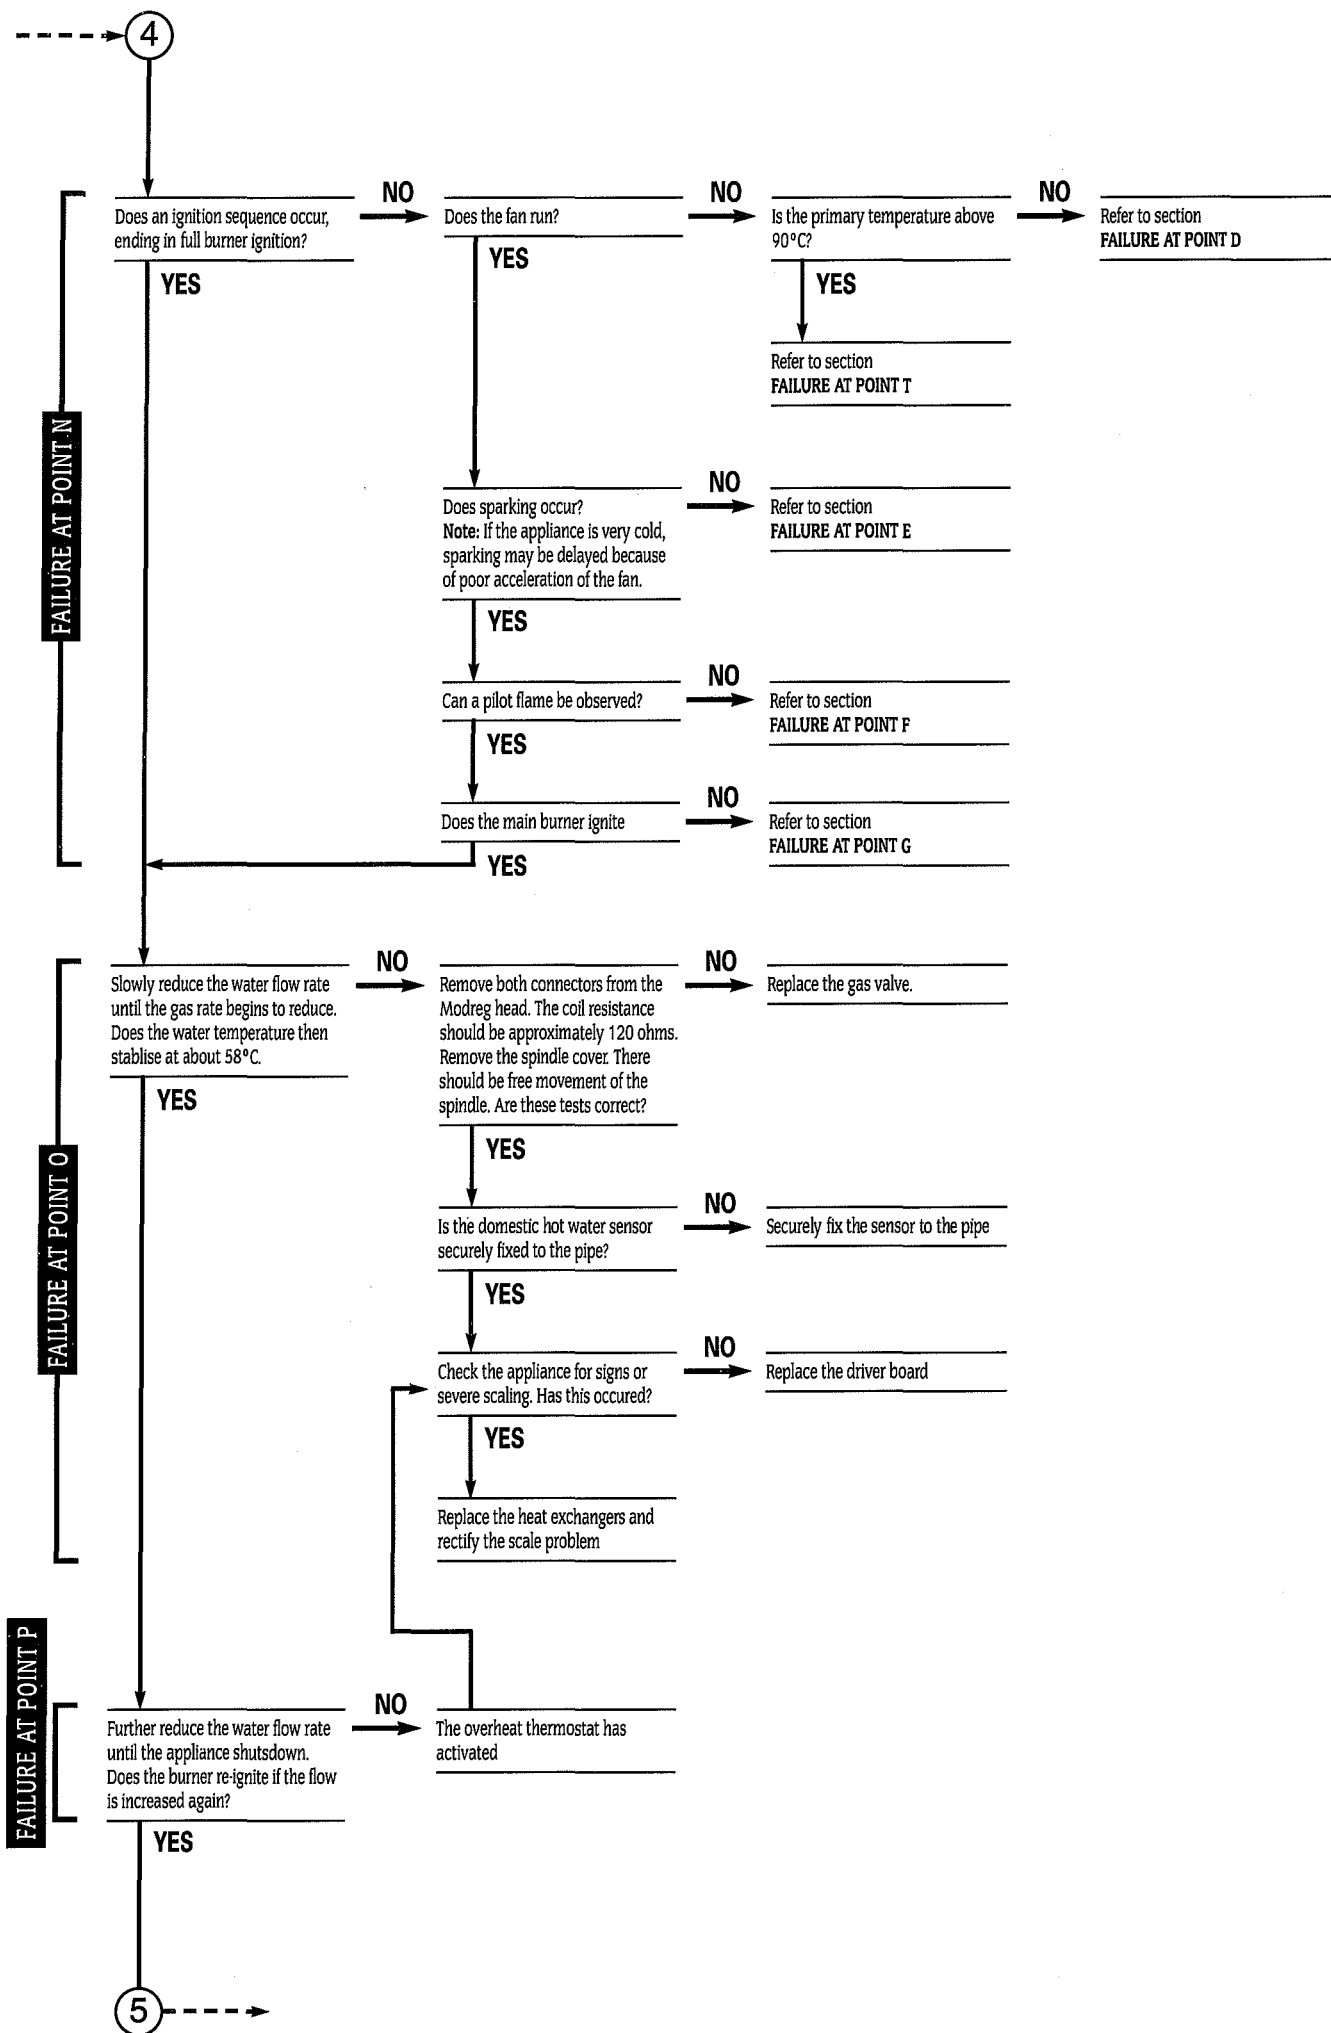 4
NO
NO
NO
Does an ignition sequence occur,
ending in full burner ignition?
Does the fan run?
Is the primary temperature above
90°C?
Refer to section
FAILURE AT POINT D
YES
YES
YES
Refer to section
FAILURE AT POINT T
FAILURE AT POINT N
NO
Does sparking occur?
Note: If the appliance is very cold,
sparking may be delayed because
of poor acceleration of the fan.
Refer to section
FAILURE AT POINT E
YES
NO
Can a pilot flame be observed?
Refer to section
FAILURE AT POINT F
YES
NO
Does the main burner ignite
Refer to section
FAILURE AT POINT G
YES
NO
NO
Slowly reduce the water flow rate
until the gas rate begins to reduce.
Does the water temperature then
stablise at about 58°C.
Remove both connectors from the
Modreg head. The coil resistance
should be approximately 120 ohms.
Remove the spindle cover. There
should be free movement of the
spindle. Are these tests correct?
Replace the gas valve.
YES
YES
FAILURE AT POINT O
NO
Is the domestic hot water sensor
securely fixed to the pipe?
Securely fix the sensor to the pipe
YES
NO
Check the appliance for signs or
severe scaling. Has this occured?
Replace the driver board
YES
Replace the heat exchangers and
rectify the scale problem
FAILURE AT POINT P
NO
Further reduce the water flow rate
until the appliance shutsdown.
Does the burner re-ignite if the flow
is increased again?
The overheat thermostat has
activated
YES
5